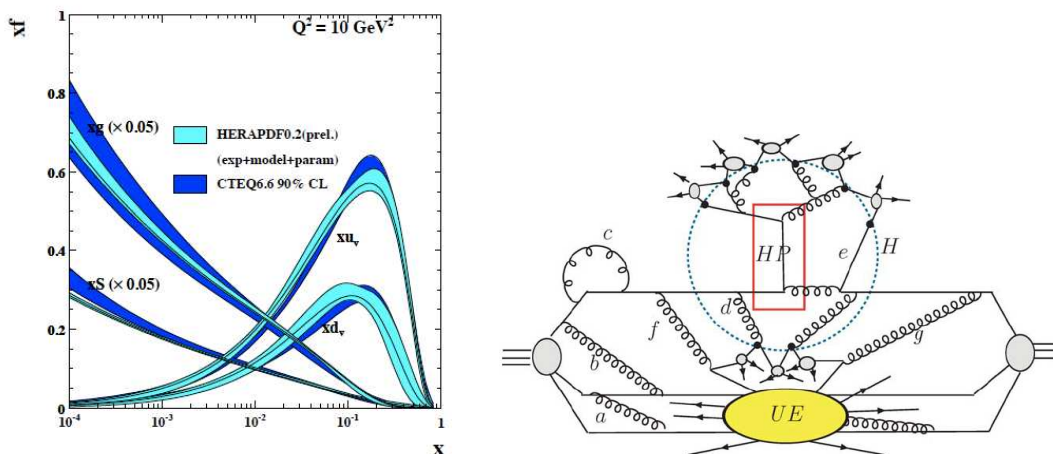 xf
Q² = 10 GeV²
1
0.8
0.6
0.4
0.2
0
xg (× 0.05)
HERAPDF0.2(prel.)
(exp+model+param)
CTEQ6.6 90% CL
xu_v
xS (× 0.05)
xd_v
10⁻⁴ 10⁻³ 10⁻² 10⁻¹ 1
x
c
HP
e
H
d
f
g
b
a
UE